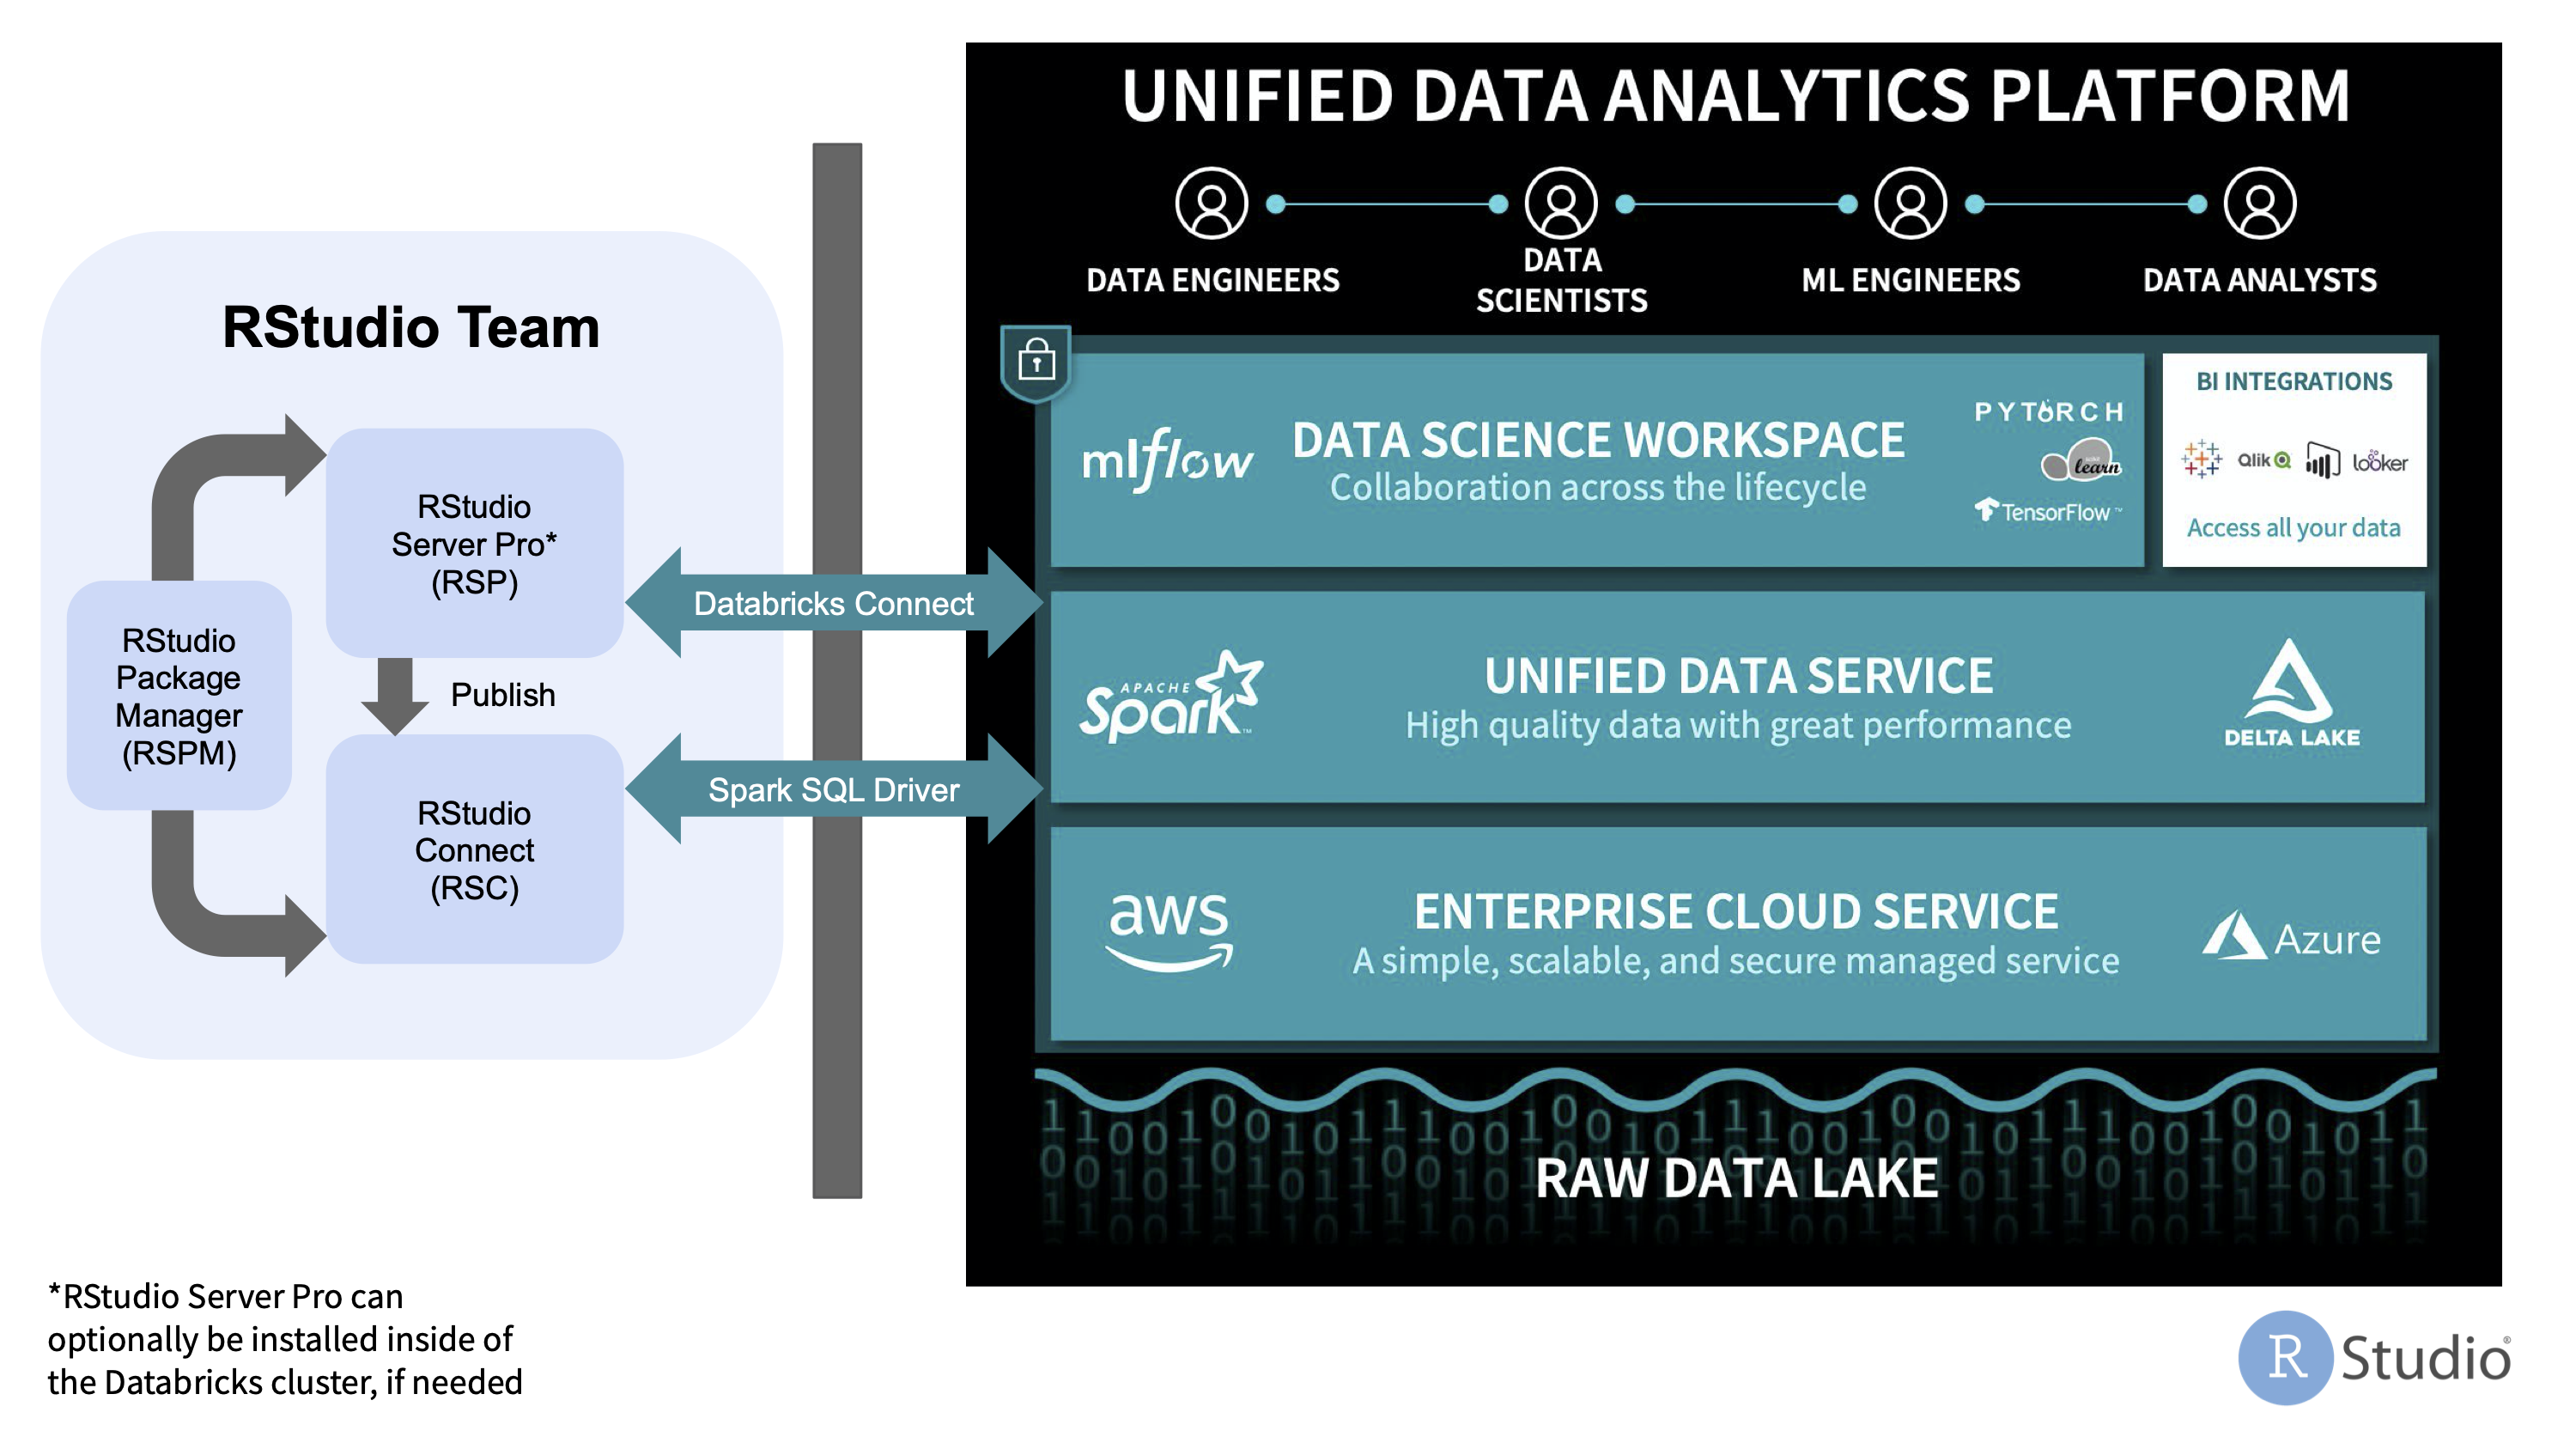 UNIFIED DATA ANALYTICS PLATFORM
DATA ENGINEERS
DATA
SCIENTISTS
ML ENGINEERS
DATA ANALYSTS
RStudio Team
RStudio
Server Pro*
(RSP)
RStudio
Package
Manager
(RSPM)
Publish
RStudio
Connect
(RSC)
Databricks Connect
Spark SQL Driver
mlflow
DATA SCIENCE WORKSPACE
Collaboration across the lifecycle
PYTORCH
learn
TensorFlow™
BI INTEGRATIONS
Qlik
looker
Access all your data
APACHE
Spark™
UNIFIED DATA SERVICE
High quality data with great performance
DELTA LAKE
aws
ENTERPRISE CLOUD SERVICE
A simple, scalable, and secure managed service
Azure
RAW DATA LAKE
*RStudio Server Pro can
optionally be installed inside of
the Databricks cluster, if needed
R Studio®